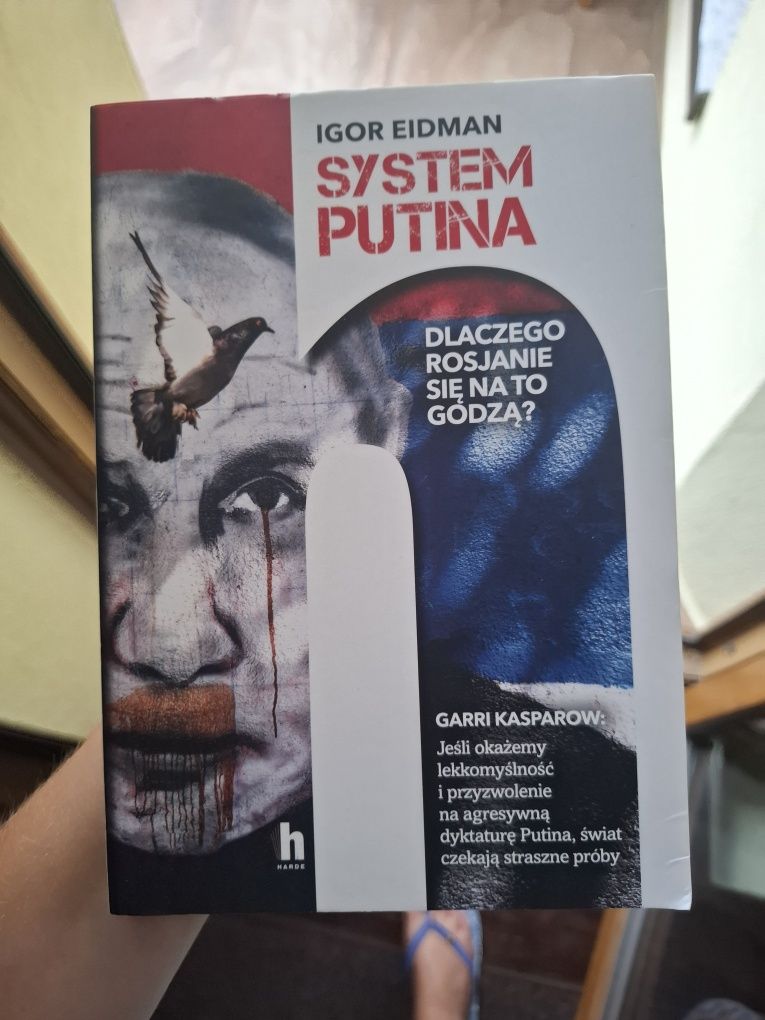 IGOR EIDMAN
SYSTEM
PUTINA
DLACZEGO
ROSJANIE
SIĘ NA TO
GODZĄ?
GARRI KASPAROW:
Jeśli okażemy
lekkomyślność
i przyzwolenie
na agresywną
dyktaturę Putina, świat
czekają straszne próby
h
HARDE